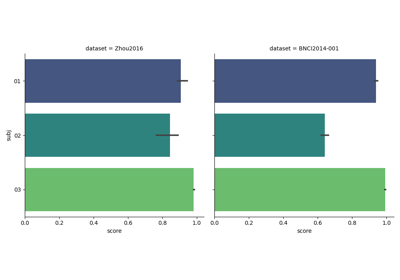 dataset = Zhou2016
dataset = BNCI2014-001
subj
01
02
03
0.0 0.2 0.4 0.6 0.8 1.0
0.0 0.2 0.4 0.6 0.8 1.0
score
score